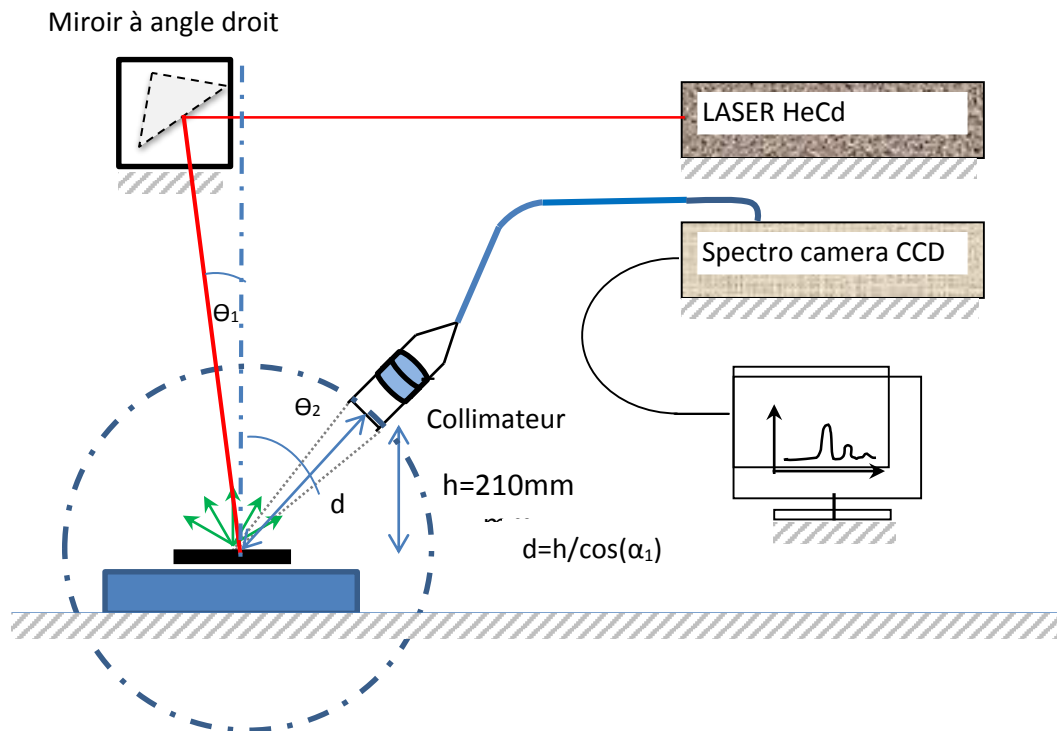 Miroir à angle droit
LASER HeCd
Spectro camera CCD
ϴ₁
ϴ₂
Collimateur
d
h=210mm
d=h/cos(α₁)